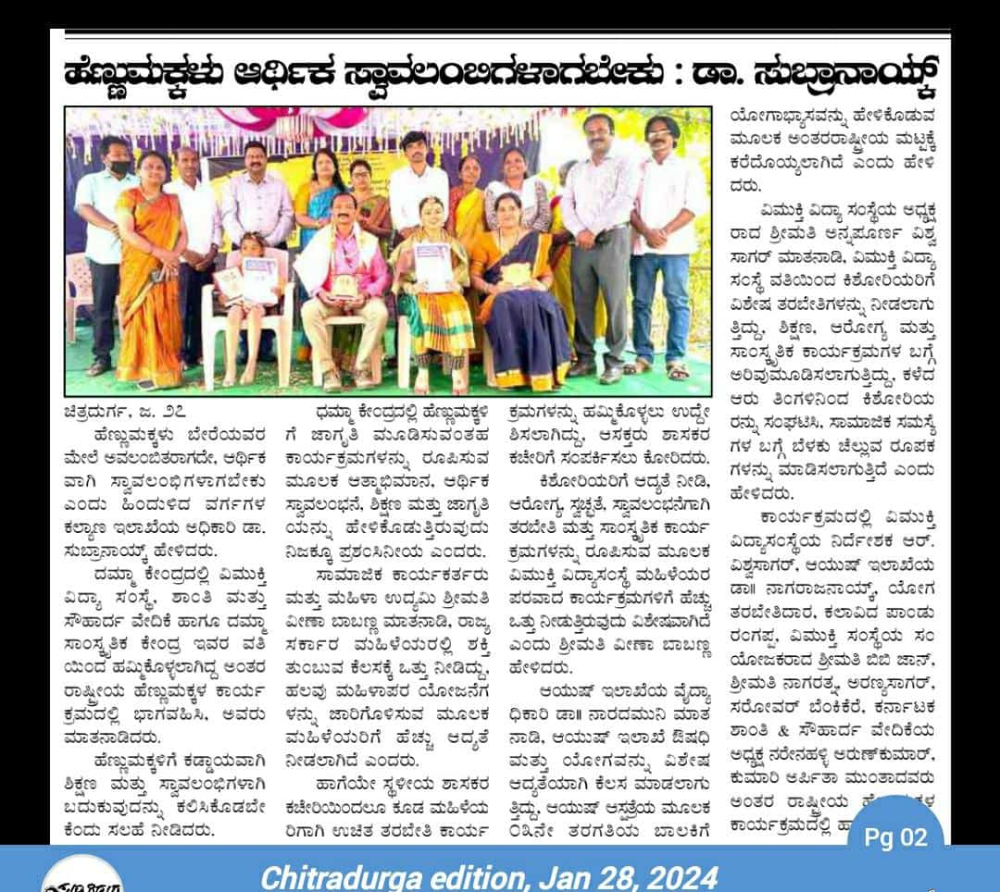 ಹೆಣ್ಣುಮಕ್ಕಳು ಆರ್ಥಿಕ ಸ್ವಾವಲಂಬಿಗಳಾಗಬೇಕು : ಡಾ. ಸುಬ್ರಾನಾಯ್ಕ್
ಚಿತ್ರದುರ್ಗ, ಜ. ೨೭
ಹೆಣ್ಣುಮಕ್ಕಳು ಬೇರೆಯವರ
ಮೇಲೆ ಅವಲಂಬಿತರಾಗದೇ, ಆರ್ಥಿಕ
ವಾಗಿ ಸ್ವಾವಲಂಭಿಗಳಾಗಬೇಕು
ಎಂದು ಹಿಂದುಳಿದ ವರ್ಗಗಳ
ಕಲ್ಯಾಣ ಇಲಾಖೆಯ ಅಧಿಕಾರಿ ಡಾ.
ಸುಬ್ರಾನಾಯ್ಕ್ ಹೇಳಿದರು.
ದಮ್ಮಾ ಕೇಂದ್ರದಲ್ಲಿ ವಿಮುಕ್ತಿ
ವಿದ್ಯಾ ಸಂಸ್ಥೆ, ಶಾಂತಿ ಮತ್ತು
ಸೌಹಾರ್ದ ವೇದಿಕೆ ಹಾಗೂ ದಮ್ಮಾ
ಸಾಂಸ್ಕೃತಿಕ ಕೇಂದ್ರ ಇವರ ವತಿ
ಯಿಂದ ಹಮ್ಮಿಕೊಳ್ಳಲಾಗಿದ್ದ ಅಂತರ
ರಾಷ್ಟ್ರೀಯ ಹೆಣ್ಣುಮಕ್ಕಳ ಕಾರ್ಯ
ಕ್ರಮದಲ್ಲಿ ಭಾಗವಹಿಸಿ, ಅವರು
ಮಾತನಾಡಿದರು.
ಹೆಣ್ಣುಮಕ್ಕಳಿಗೆ ಕಡ್ಡಾಯವಾಗಿ
ಶಿಕ್ಷಣ ಮತ್ತು ಸ್ವಾವಲಂಭಿಗಳಾಗಿ
ಬದುಕುವುದನ್ನು ಕಲಿಸಿಕೊಡಬೇ
ಕೆಂದು ಸಲಹೆ ನೀಡಿದರು.
ಧಮ್ಮಾ ಕೇಂದ್ರದಲ್ಲಿ ಹೆಣ್ಣುಮಕ್ಕಳಿ
ಗೆ ಜಾಗೃತಿ ಮೂಡಿಸುವಂತಹ
ಕಾರ್ಯಕ್ರಮಗಳನ್ನು ರೂಪಿಸುವ
ಮೂಲಕ ಆತ್ಮಾಭಿಮಾನ, ಆರ್ಥಿಕ
ಸ್ವಾವಲಂಭನೆ, ಶಿಕ್ಷಣ ಮತ್ತು ಜಾಗೃತಿ
ಯನ್ನು ಹೇಳಿಕೊಡುತ್ತಿರುವುದು
ನಿಜಕ್ಕೂ ಪ್ರಶಂಸಿನೀಯ ಎಂದರು.
ಸಾಮಾಜಿಕ ಕಾರ್ಯಕರ್ತರು
ಮತ್ತು ಮಹಿಳಾ ಉದ್ಯಮಿ ಶ್ರೀಮತಿ
ವೀಣಾ ಬಾಬಣ್ಣ ಮಾತನಾಡಿ, ರಾಜ್ಯ
ಸರ್ಕಾರ ಮಹಿಳೆಯರಲ್ಲಿ ಶಕ್ತಿ
ತುಂಬುವ ಕೆಲಸಕ್ಕೆ ಒತ್ತು ನೀಡಿದ್ದು,
ಹಲವು ಮಹಿಳಾಪರ ಯೋಜನೆಗ
ಳನ್ನು ಜಾರಿಗೊಳಿಸುವ ಮೂಲಕ
ಮಹಿಳೆಯರಿಗೆ ಹೆಚ್ಚು ಆದ್ಯತೆ
ನೀಡಲಾಗಿದೆ ಎಂದರು.
ಹಾಗೆಯೇ ಸ್ಥಳೀಯ ಶಾಸಕರ
ಕಚೇರಿಯಿಂದಲೂ ಕೂಡ ಮಹಿಳೆಯ
ರಿಗಾಗಿ ಉಚಿತ ತರಬೇತಿ ಕಾರ್ಯ
ಕ್ರಮಗಳನ್ನು ಹಮ್ಮಿಕೊಳ್ಳಲು ಉದ್ದೇ
ಶಿಸಲಾಗಿದ್ದು, ಆಸಕ್ತರು ಶಾಸಕರ
ಕಚೇರಿಗೆ ಸಂಪರ್ಕಿಸಲು ಕೋರಿದರು.
ಕಿಶೋರಿಯರಿಗೆ ಆದ್ಯತೆ ನೀಡಿ,
ಆರೋಗ್ಯ, ಸ್ವಚ್ಛತೆ, ಸ್ವಾವಲಂಭನೆಗಾಗಿ
ತರಬೇತಿ ಮತ್ತು ಸಾಂಸ್ಕೃತಿಕ ಕಾರ್ಯ
ಕ್ರಮಗಳನ್ನು ರೂಪಿಸುವ ಮೂಲಕ
ವಿಮುಕ್ತಿ ವಿದ್ಯಾಸಂಸ್ಥೆ ಮಹಿಳೆಯರ
ಪರವಾದ ಕಾರ್ಯಕ್ರಮಗಳಿಗೆ ಹೆಚ್ಚು
ಒತ್ತು ನೀಡುತ್ತಿರುವುದು ವಿಶೇಷವಾಗಿದೆ
ಎಂದು ಶ್ರೀಮತಿ ವೀಣಾ ಬಾಬಣ್ಣ
ಹೇಳಿದರು.
ಆಯುಷ್ ಇಲಾಖೆಯ ವೈದ್ಯಾ
ಧಿಕಾರಿ ಡಾ॥ ನಾರದಮುನಿ ಮಾತ
ನಾಡಿ, ಆಯುಷ್ ಇಲಾಖೆ ಔಷಧಿ
ಮತ್ತು ಯೋಗವನ್ನು ವಿಶೇಷ
ಆದ್ಯತೆಯಾಗಿ ಕೆಲಸ ಮಾಡಲಾಗು
ತ್ತಿದ್ದು, ಆಯುಷ್ ಆಸ್ಪತ್ರೆಯ ಮೂಲಕ
೦೩ನೇ ತರಗತಿಯ ಬಾಲಕಿಗೆ
ಯೋಗಾಭ್ಯಾಸವನ್ನು ಹೇಳಿಕೊಡುವ
ಮೂಲಕ ಅಂತರರಾಷ್ಟ್ರೀಯ ಮಟ್ಟಕ್ಕೆ
ಕರೆದೊಯ್ಯಲಾಗಿದೆ ಎಂದು ಹೇಳಿ
ದರು.
ವಿಮುಕ್ತಿ ವಿದ್ಯಾ ಸಂಸ್ಥೆಯ ಅಧ್ಯಕ್ಷ
ರಾದ ಶ್ರೀಮತಿ ಅನ್ನಪೂರ್ಣ ವಿಶ್ವ
ಸಾಗರ್ ಮಾತನಾಡಿ, ವಿಮುಕ್ತಿ ವಿದ್ಯಾ
ಸಂಸ್ಥೆ ವತಿಯಿಂದ ಕಿಶೋರಿಯರಿಗೆ
ವಿಶೇಷ ತರಬೇತಿಗಳನ್ನು ನೀಡಲಾಗು
ತ್ತಿದ್ದು, ಶಿಕ್ಷಣ, ಆರೋಗ್ಯ ಮತ್ತು
ಸಾಂಸ್ಕೃತಿಕ ಕಾರ್ಯಕ್ರಮಗಳ ಬಗ್ಗೆ
ಅರಿವುಮೂಡಿಸಲಾಗುತ್ತಿದ್ದು, ಕಳೆದ
ಆರು ತಿಂಗಳಿನಿಂದ ಕಿಶೋರಿಯ
ರನ್ನು ಸಂಘಟಿಸಿ, ಸಾಮಾಜಿಕ ಸಮಸ್ಯೆ
ಗಳ ಬಗ್ಗೆ ಬೆಳಕು ಚೆಲ್ಲುವ ರೂಪಕ
ಗಳನ್ನು ಮಾಡಿಸಲಾಗುತ್ತಿದೆ ಎಂದು
ಹೇಳಿದರು.
ಕಾರ್ಯಕ್ರಮದಲ್ಲಿ ವಿಮುಕ್ತಿ
ವಿದ್ಯಾಸಂಸ್ಥೆಯ ನಿರ್ದೇಶಕ ಆರ್.
ವಿಶ್ವಸಾಗರ್, ಆಯುಷ್ ಇಲಾಖೆಯ
ಡಾ॥ ನಾಗರಾಜನಾಯ್ಕ್, ಯೋಗ
ತರಬೇತಿದಾರ, ಕಲಾವಿದ ಪಾಂಡು
ರಂಗಪ್ಪ, ವಿಮುಕ್ತಿ ಸಂಸ್ಥೆಯ ಸಂ
ಯೋಜಕರಾದ ಶ್ರೀಮತಿ ಬಿಬಿ ಜಾನ್,
ಶ್ರೀಮತಿ ನಾಗರತ್ನ, ಅರಣ್ಯಸಾಗರ್,
ಸರೋವರ್ ಬೆಂಕಿಕೆರೆ, ಕರ್ನಾಟಕ
ಶಾಂತಿ & ಸೌಹಾರ್ದ ವೇದಿಕೆಯ
ಅಧ್ಯಕ್ಷ ನರೇನಹಳ್ಳಿ ಅರುಣ್‌ಕುಮಾರ್,
ಕುಮಾರಿ ಅರ್ಪಿತಾ ಮುಂತಾದವರು
ಅಂತರ ರಾಷ್ಟ್ರೀಯ
ಕಾರ್ಯಕ್ರಮದಲ್ಲಿ
Pg 02
Chitradurga edition, Jan 28, 2024